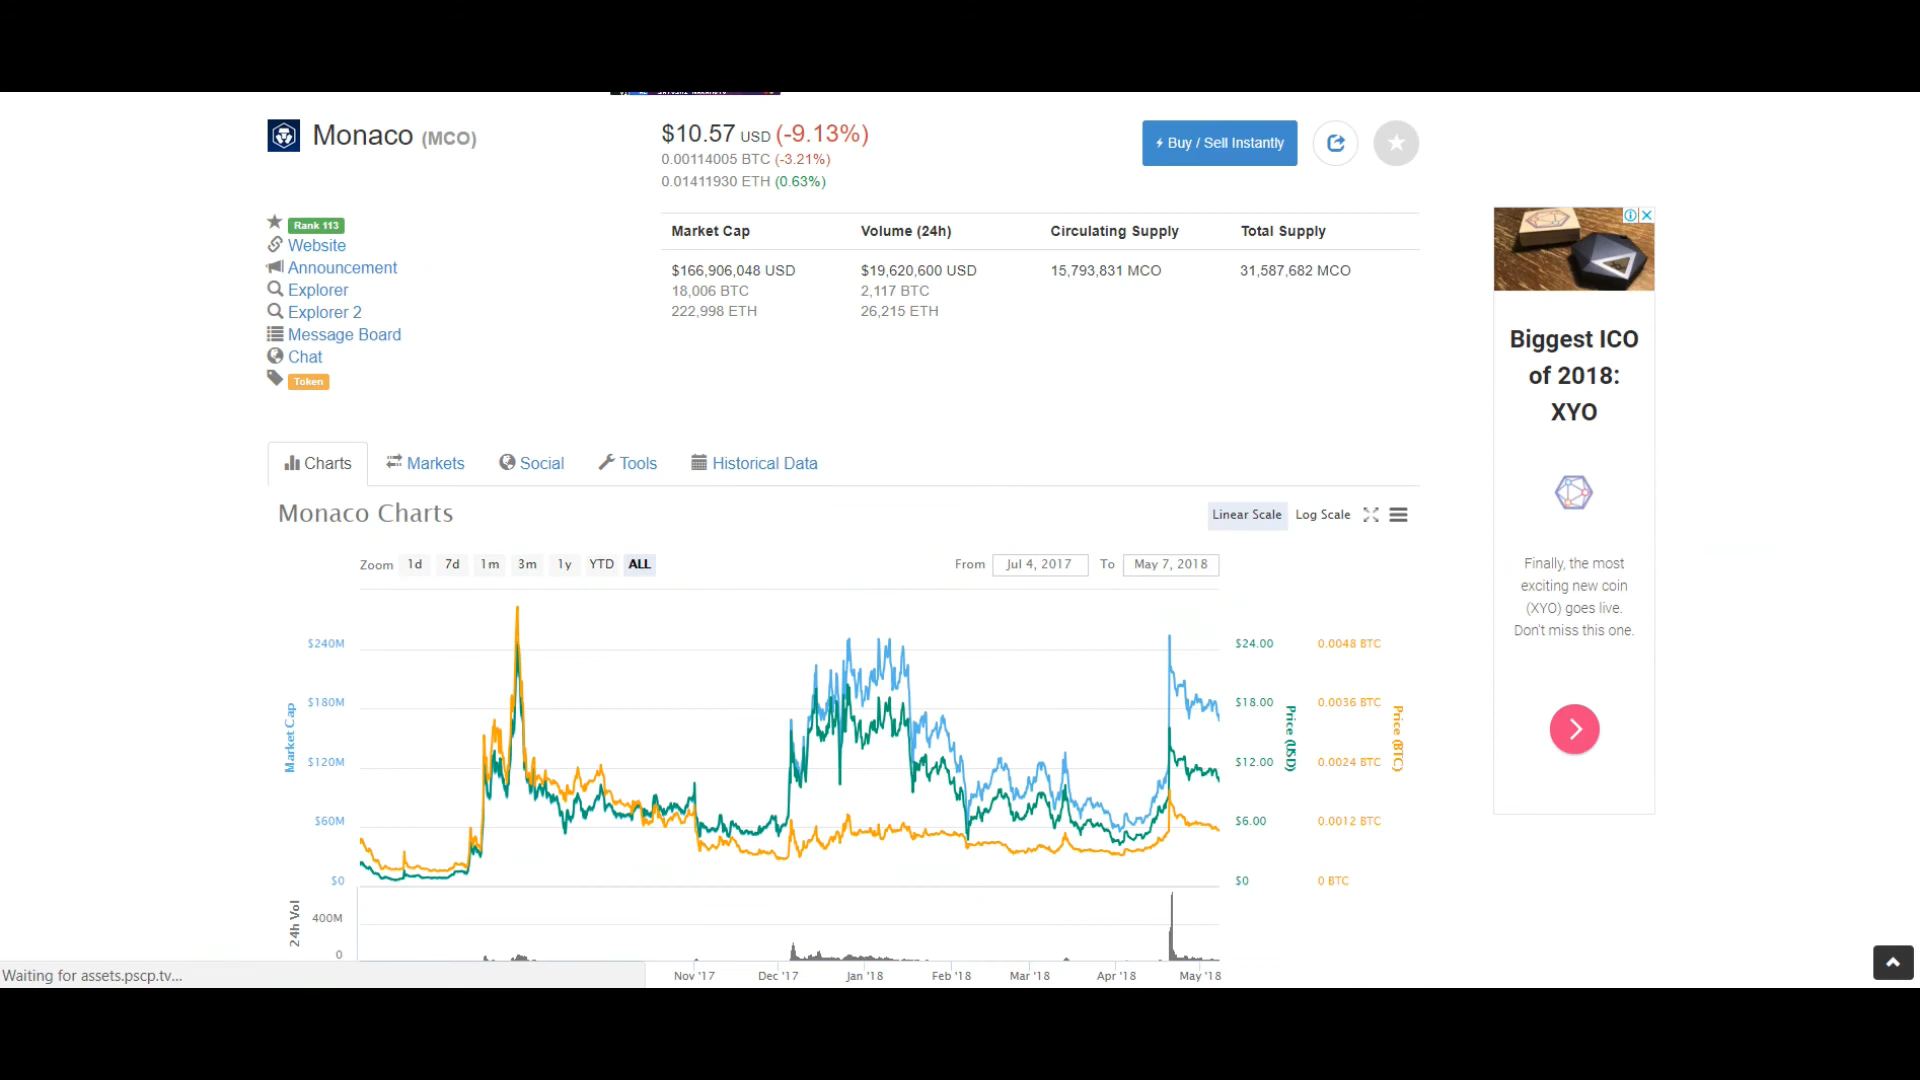 Monaco (MCO)
$10.57 USD (-9.13%)
0.00114005 BTC (-3.21%)
0.01411930 ETH (0.63%)
Buy / Sell Instantly
Rank 113
Website
Announcement
Explorer
Explorer 2
Message Board
Chat
Token
Market Cap Volume (24h) Circulating Supply Total Supply
$166,906,048 USD $19,620,600 USD 15,793,831 MCO 31,587,682 MCO
18,006 BTC 2,117 BTC
222,998 ETH 26,215 ETH
Biggest ICO
of 2018:
XYO
Finally, the most
exciting new coin
(XYO) goes live.
Don't miss this one.
Charts Markets Social Tools Historical Data
Monaco Charts
Linear Scale Log Scale
Zoom 1d 7d 1m 3m 1y YTD ALL
From Jul 4, 2017 To May 7, 2018
$240M $24.00 0.0048 BTC
$180M $18.00 0.0036 BTC
Market Cap Price (USD) Price (BTC)
$120M $12.00 0.0024 BTC
$60M $6.00 0.0012 BTC
$0 $0 0 BTC
24h Vol
400M
0
Nov '17 Dec '17 Jan '18 Feb '18 Mar '18 Apr '18 May '18
Waiting for assets.pscp.tv...